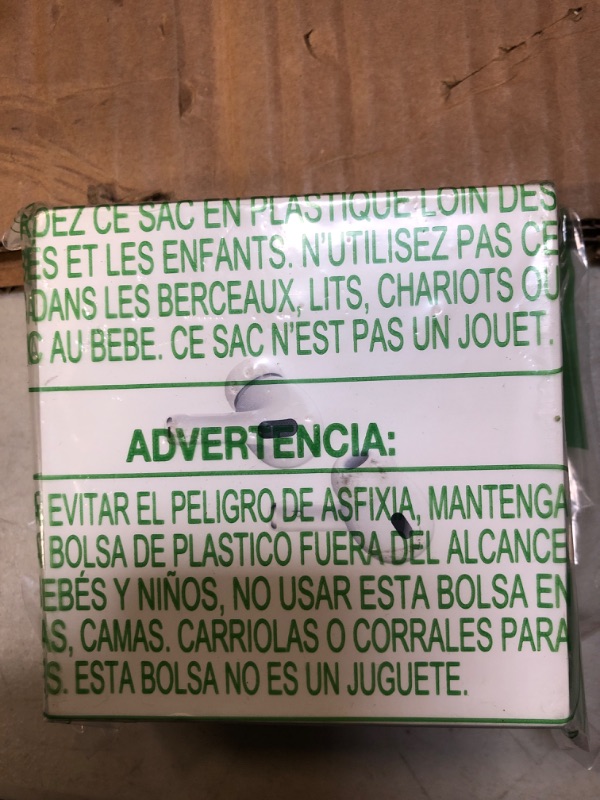 RDEZ CE SAC EN PLASTIQUE LOIN DES
ES ET LES ENFANTS. N'UTILISEZ PAS CE
DANS LES BERCEAUX, LITS, CHARIOTS OU
C AU BEBE. CE SAC N'EST PAS UN JOUET.
ADVERTENCIA:
EVITAR EL PELIGRO DE ASFIXIA, MANTENGA
BOLSA DE PLASTICO FUERA DEL ALCANCE
EBÉS Y NIÑOS, NO USAR ESTA BOLSA EN
AS, CAMAS. CARRIOLAS O CORRALES PARA
S. ESTA BOLSA NO ES UN JUGUETE.